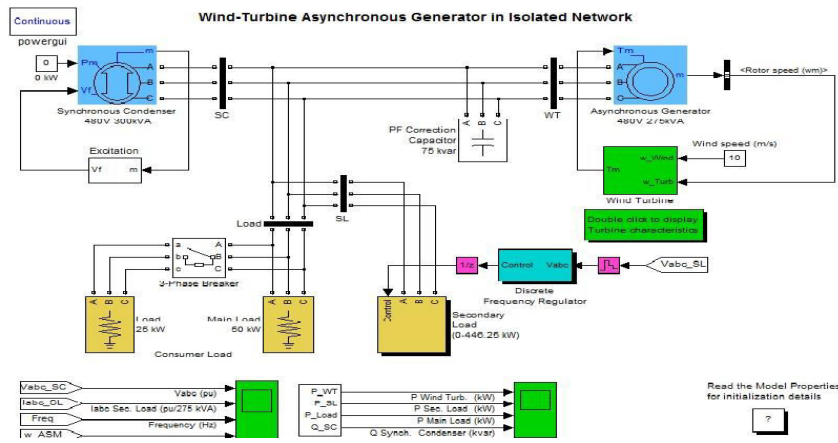 Wind-Turbine Asynchronous Generator in Isolated Network
Continuous
powergui
0
0 kW
Pm
Vf
m
A
B
C
Synchronous Condenser
480V 300kVA
SC
Excitation
Vf
m
A B C
PF Correction
Capacitor
75 kvar
WT
Tm
A
B
C
m
Asynchronous Generator
480V 275kVA
<Rotor speed (wm)>
Wind speed (m/s)
10
Tm
w_Wind
w_Turb
Wind Turbine
Double click to display
Turbine characteristics
SL
Load
a
b
c
A
B
C
3-Phase Breaker
A B C
Load
25 kW
A B C
Main Load
50 kW
Consumer Load
Control
A B C
Secondary
Load
(0-446.25 kW)
1/z
Control
Vabc
Discrete
Frequency Regulator
Vabc_SL
Vabc_SC
Vabc (pu)
Iabc Sec. Load (pu/275 kVA)
Freq
Frequency (Hz)
w_ASM
P_WT
P Wind Turb. (kW)
P_SL
P Sec. Load (kW)
P_Load
P Main Load (kW)
Q_SC
Q Synch. Condenser (kvar)
Read the Model Properties
for initialization details
?